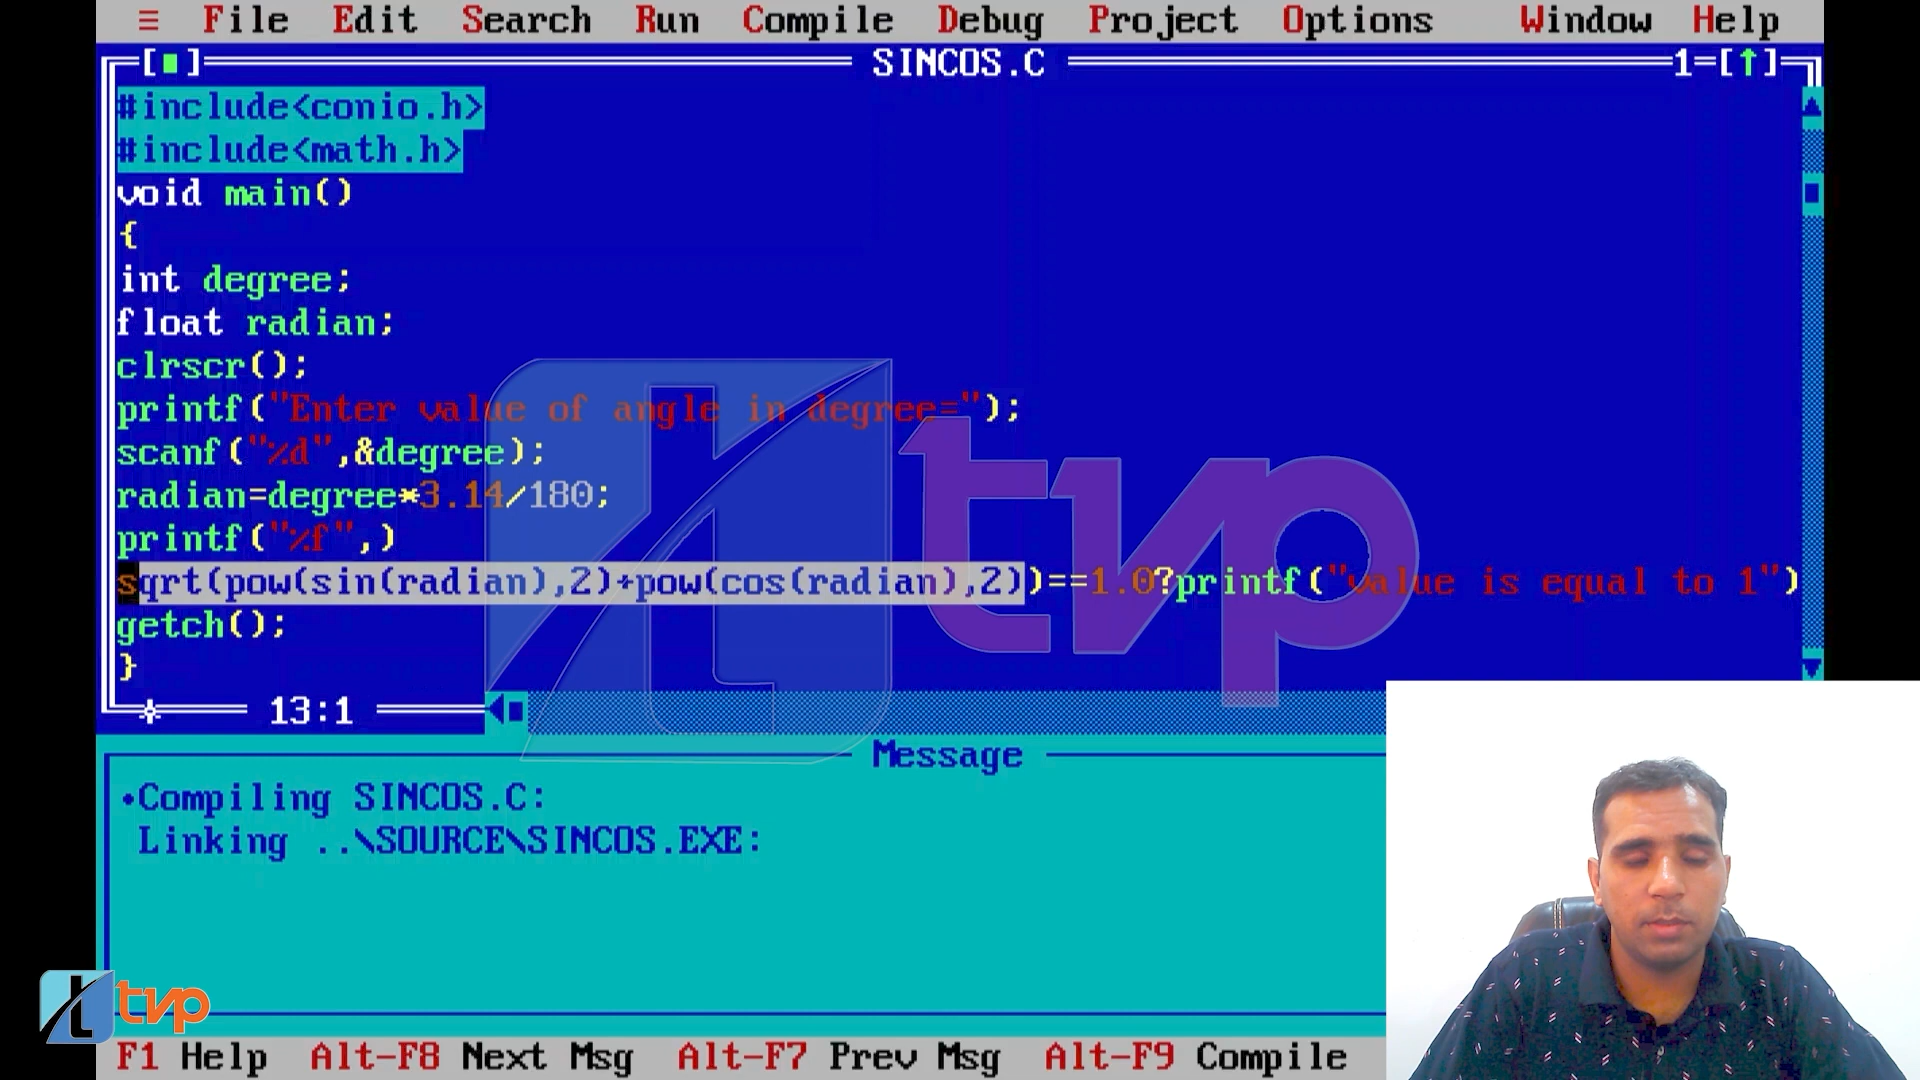 ≡ File Edit Search Run Compile Debug Project Options Window Help
[■] SINCOS.C 1=[↑]
#include<conio.h>
#include<math.h>
void main()
{
int degree;
float radian;
clrscr();
printf("Enter value of angle in degree=");
scanf("%d",&degree);
radian=degree*3.14/180;
printf("%f",)
sqrt(pow(sin(radian),2)+pow(cos(radian),2))==1.0?printf("value is equal to 1")
getch();
}
13:1
tvp
Message
•Compiling SINCOS.C:
Linking ..\SOURCE\SINCOS.EXE:
tvp
F1 Help Alt-F8 Next Msg Alt-F7 Prev Msg Alt-F9 Compile